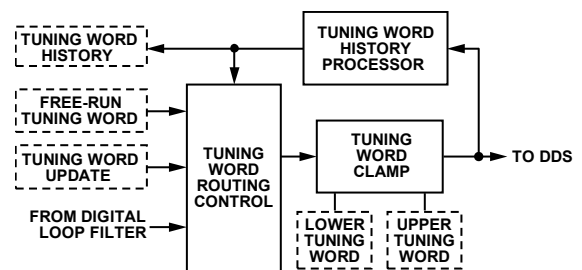 TUNING WORD
HISTORY
TUNING WORD
HISTORY
PROCESSOR
FREE-RUN
TUNING WORD
TUNING WORD
UPDATE
FROM DIGITAL
LOOP FILTER
TUNING
WORD
ROUTING
CONTROL
TUNING
WORD
CLAMP
TO DDS
LOWER
TUNING
WORD
UPPER
TUNING
WORD